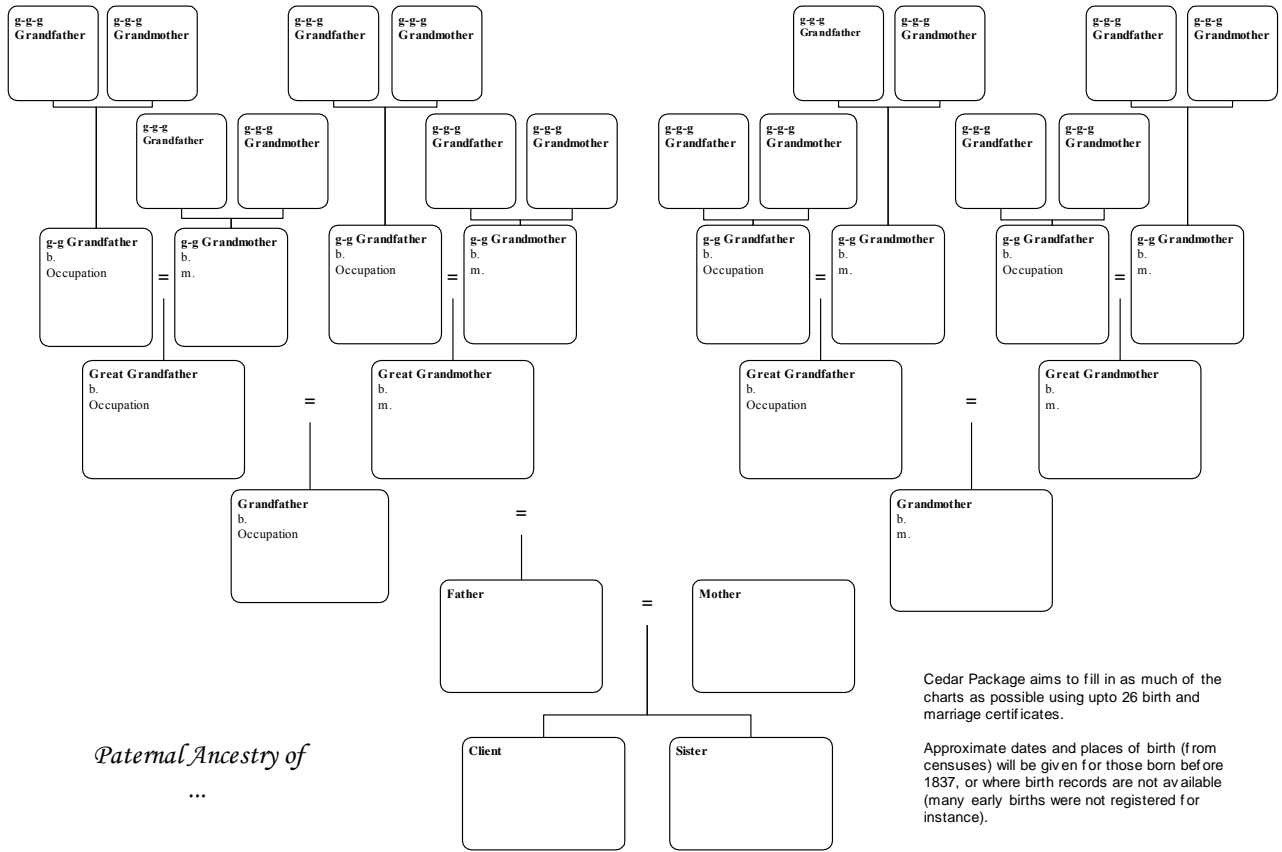 g-g-g
Grandfather
g-g-g
Grandmother
g-g-g
Grandfather
g-g-g
Grandmother
g-g-g
Grandfather
g-g-g
Grandmother
g-g-g
Grandfather
g-g-g
Grandmother
g-g-g
Grandfather
g-g-g
Grandmother
g-g-g
Grandfather
g-g-g
Grandmother
g-g-g
Grandfather
g-g-g
Grandmother
g-g-g
Grandfather
g-g-g
Grandmother
g-g Grandfather
b.
Occupation
=
g-g Grandmother
b.
m.
g-g Grandfather
b.
Occupation
=
g-g Grandmother
b.
m.
g-g Grandfather
b.
Occupation
=
g-g Grandmother
b.
m.
g-g Grandfather
b.
Occupation
=
g-g Grandmother
b.
m.
Great Grandfather
b.
Occupation
=
Great Grandmother
b.
m.
Great Grandfather
b.
Occupation
=
Great Grandmother
b.
m.
Grandfather
b.
Occupation
=
Grandmother
b.
m.
Father
=
Mother
Client
Sister
Paternal Ancestry of
...
Cedar Package aims to fill in as much of the
charts as possible using upto 26 birth and
marriage certificates.
Approximate dates and places of birth (from
censuses) will be given for those born before
1837, or where birth records are not available
(many early births were not registered for
instance).